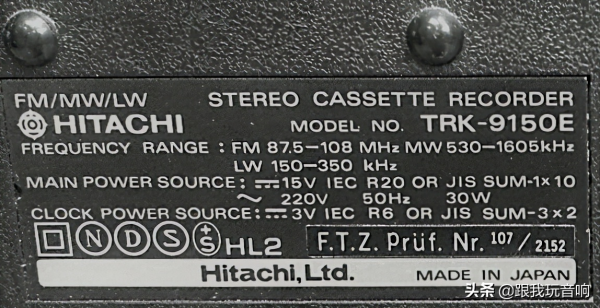 FM/MW/LW STEREO CASSETTE RECORDER
HITACHI MODEL NO. TRK-9150E
FREQUENCY RANGE : FM 87.5-108 MHz MW 530-1605kHz
LW 150-350 kHz
MAIN POWER SOURCE: ⎓15V IEC R20 OR JIS SUM-1×10
~ 220V 50Hz 30W
CLOCK POWER SOURCE: ⎓3V IEC R6 OR JIS SUM-3×2
N D S +S HL2 F.T.Z. Prüf. Nr. 107/2152
Hitachi,Ltd. MADE IN JAPAN
头条 @跟我玩音响